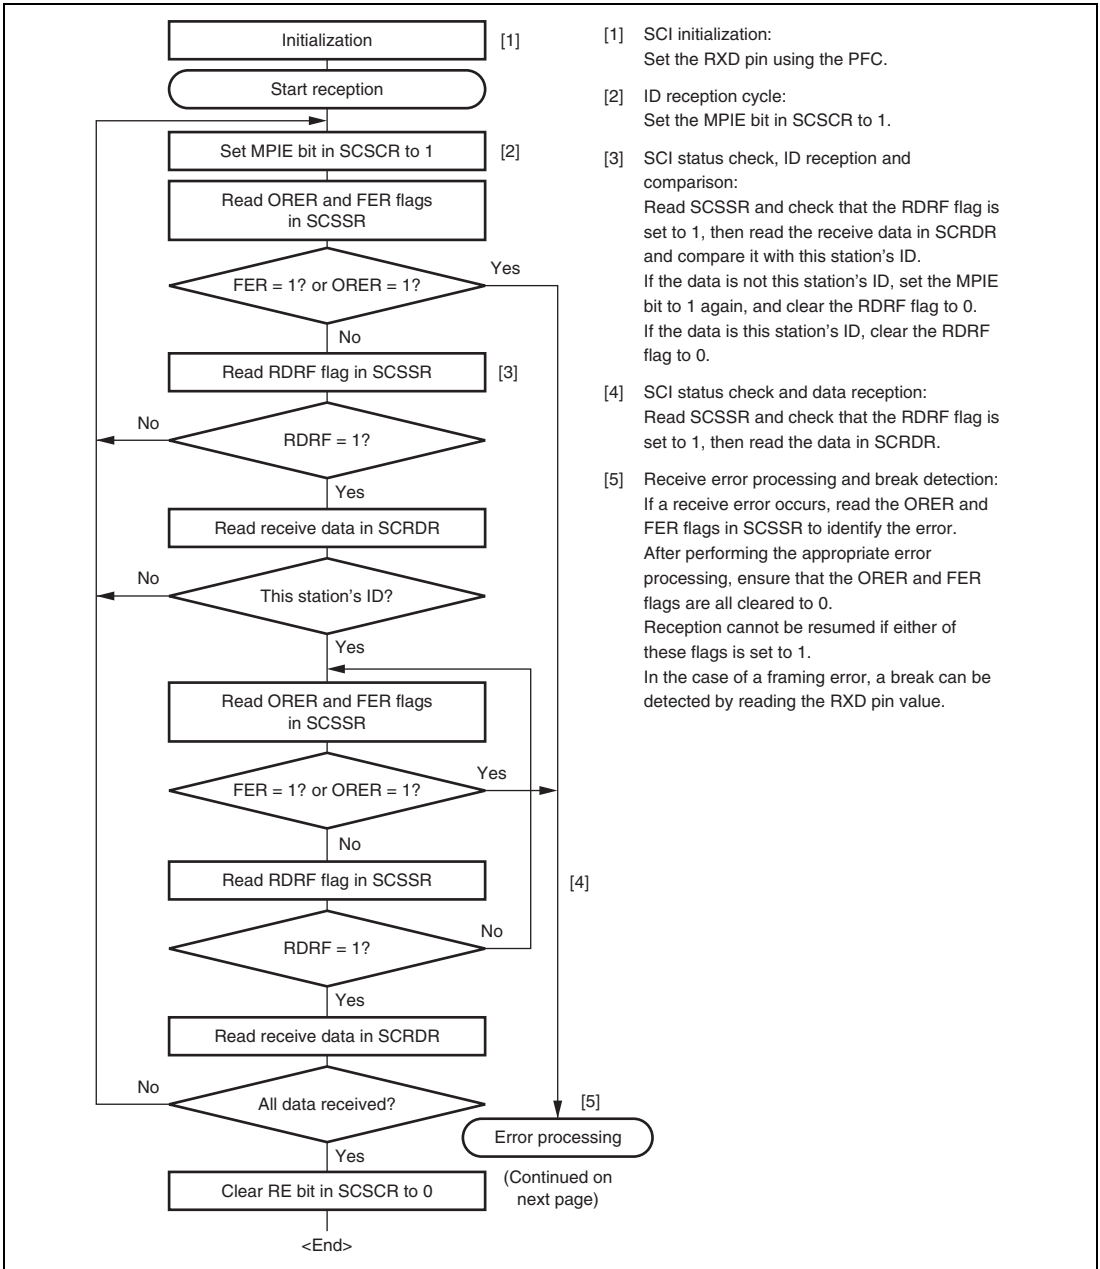 Initialization
[1]
Start reception
Set MPIE bit in SCSCR to 1
[2]
Read ORER and FER flags
in SCSSR
FER = 1? or ORER = 1?
Yes
No
Read RDRF flag in SCSSR
[3]
No
RDRF = 1?
Yes
Read receive data in SCRDR
No
This station's ID?
Yes
Read ORER and FER flags
in SCSSR
FER = 1? or ORER = 1?
Yes
No
Read RDRF flag in SCSSR
[4]
RDRF = 1?
No
Yes
Read receive data in SCRDR
No
All data received?
[5]
Error processing
Yes
(Continued on
next page)
Clear RE bit in SCSCR to 0
<End>
[1] SCI initialization:
Set the RXD pin using the PFC.
[2] ID reception cycle:
Set the MPIE bit in SCSCR to 1.
[3] SCI status check, ID reception and
comparison:
Read SCSSR and check that the RDRF flag is
set to 1, then read the receive data in SCRDR
and compare it with this station's ID.
If the data is not this station's ID, set the MPIE
bit to 1 again, and clear the RDRF flag to 0.
If the data is this station's ID, clear the RDRF
flag to 0.
[4] SCI status check and data reception:
Read SCSSR and check that the RDRF flag is
set to 1, then read the data in SCRDR.
[5] Receive error processing and break detection:
If a receive error occurs, read the ORER and
FER flags in SCSSR to identify the error.
After performing the appropriate error
processing, ensure that the ORER and FER
flags are all cleared to 0.
Reception cannot be resumed if either of
these flags is set to 1.
In the case of a framing error, a break can be
detected by reading the RXD pin value.